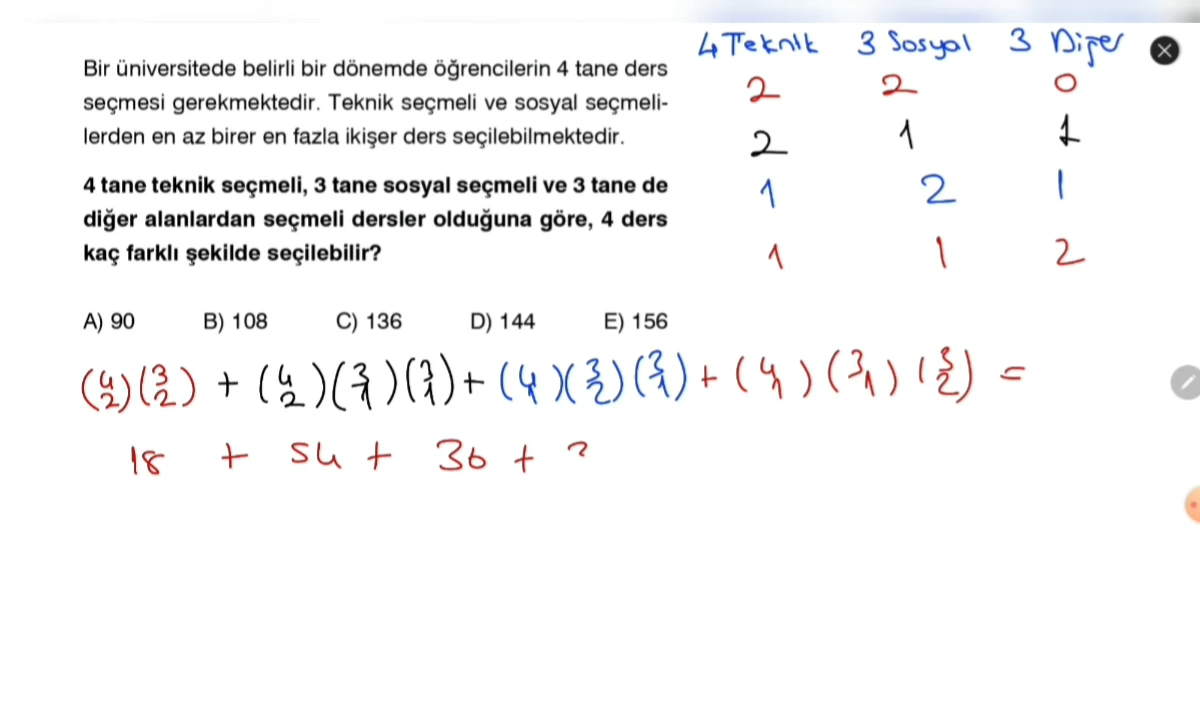 Bir üniversitede belirli bir dönemde öğrencilerin 4 tane ders
seçmesi gerekmektedir. Teknik seçmeli ve sosyal seçmeli-
lerden en az birer en fazla ikişer ders seçilebilmektedir.
4 tane teknik seçmeli, 3 tane sosyal seçmeli ve 3 tane de
diğer alanlardan seçmeli dersler olduğuna göre, 4 ders
kaç farklı şekilde seçilebilir?
A) 90 B) 108 C) 136 D) 144 E) 156
4 Teknik 3 Sosyal 3 Diğer
2 2 0
2 1 1
1 2 1
1 1 2
(4 2)(3 2) + (4 2)(3 1)(3 1) + (4 1)(3 2)(3 1) + (4 1)(3 1)(3 2) =
18 + 54 + 36 + ?